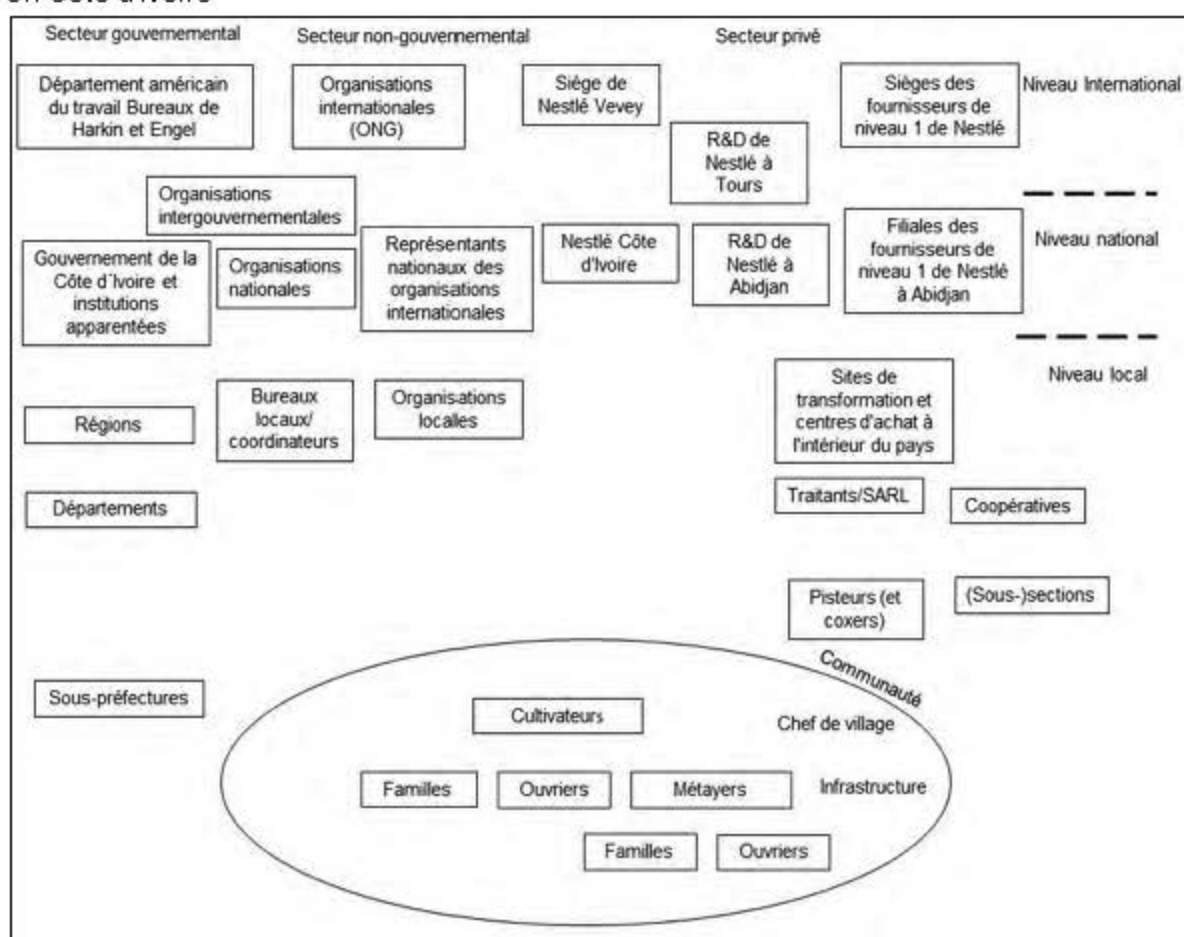 Secteur gouvernemental
Secteur non-gouvernemental
Secteur privé
Département américain
du travail Bureaux de
Harkin et Engel
Organisations
internationales
(ONG)
Siége de
Nestlé Vevey
Sièges des
fournisseurs de
niveau 1 de Nestlé
Niveau International
R&D de
Nestlé à
Tours
Organisations
intergouvernementales
Gouvernement de la
Côte d´Ivoire et
institutions
apparentées
Organisations
nationales
Représentants
nationaux des
organisations
internationales
Nestlé Côte
d'Ivoire
R&D de
Nestlé à
Abidjan
Filiales des
fournisseurs de
niveau 1 de Nestlé
à Abidjan
Niveau national
Niveau local
Régions
Bureaux
locaux/
coordinateurs
Organisations
localles
Sites de
transformation et
centres d'achat à
l'intérieur du pays
Départements
Traitants/SARL
Coopératives
Pisteurs (et
coxers)
(Sous-)sections
Sous-préfectures
Communauté
Cultivateurs
Chef de village
Familles
Ouvriers
Métayers
Infrastructure
Familles
Ouvriers